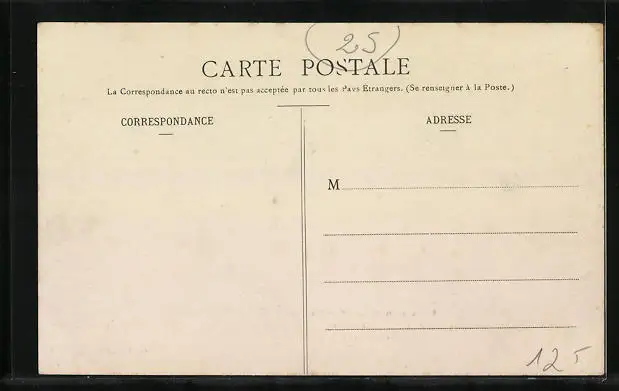 25
CARTE POSTALE
La Correspondance au recto n'est pas acceptée par tous les Pays Etrangers. (Se renseigner à la Poste.)
CORRESPONDANCE
ADRESSE
M
12